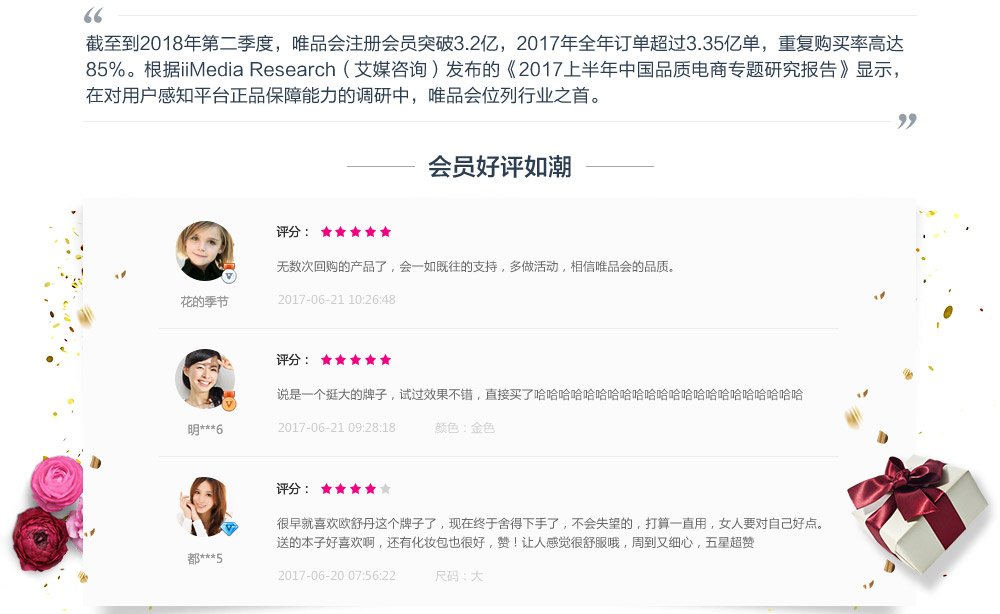 “
截至到2018年第二季度，唯品会注册会员突破3.2亿，2017年全年订单超过3.35亿单，重复购买率高达
85%。根据iiMedia Research（艾媒咨询）发布的《2017上半年中国品质电商专题研究报告》显示，
在对用户感知平台正品保障能力的调研中，唯品会位列行业之首。
”
会员好评如潮
评分：
无数次回购的产品了，会一如既往的支持，多做活动，相信唯品会的品质。
花的季节
2017-06-21 10:26:48
评分：
说是一个挺大的牌子，试过效果不错，直接买了哈哈哈哈哈哈哈哈哈哈哈哈哈哈哈哈哈哈哈哈哈哈
明***6
2017-06-21 09:28:18 颜色：金色
评分：
很早就喜欢欧舒丹这个牌子了，现在终于舍得下手了，不会失望的，打算一直用，女人要对自己好点。
送的本子好喜欢啊，还有化妆包也很好，赞！让人感觉很舒服哦，周到又细心，五星超赞
都***5
2017-06-20 07:56:22 尺码：大